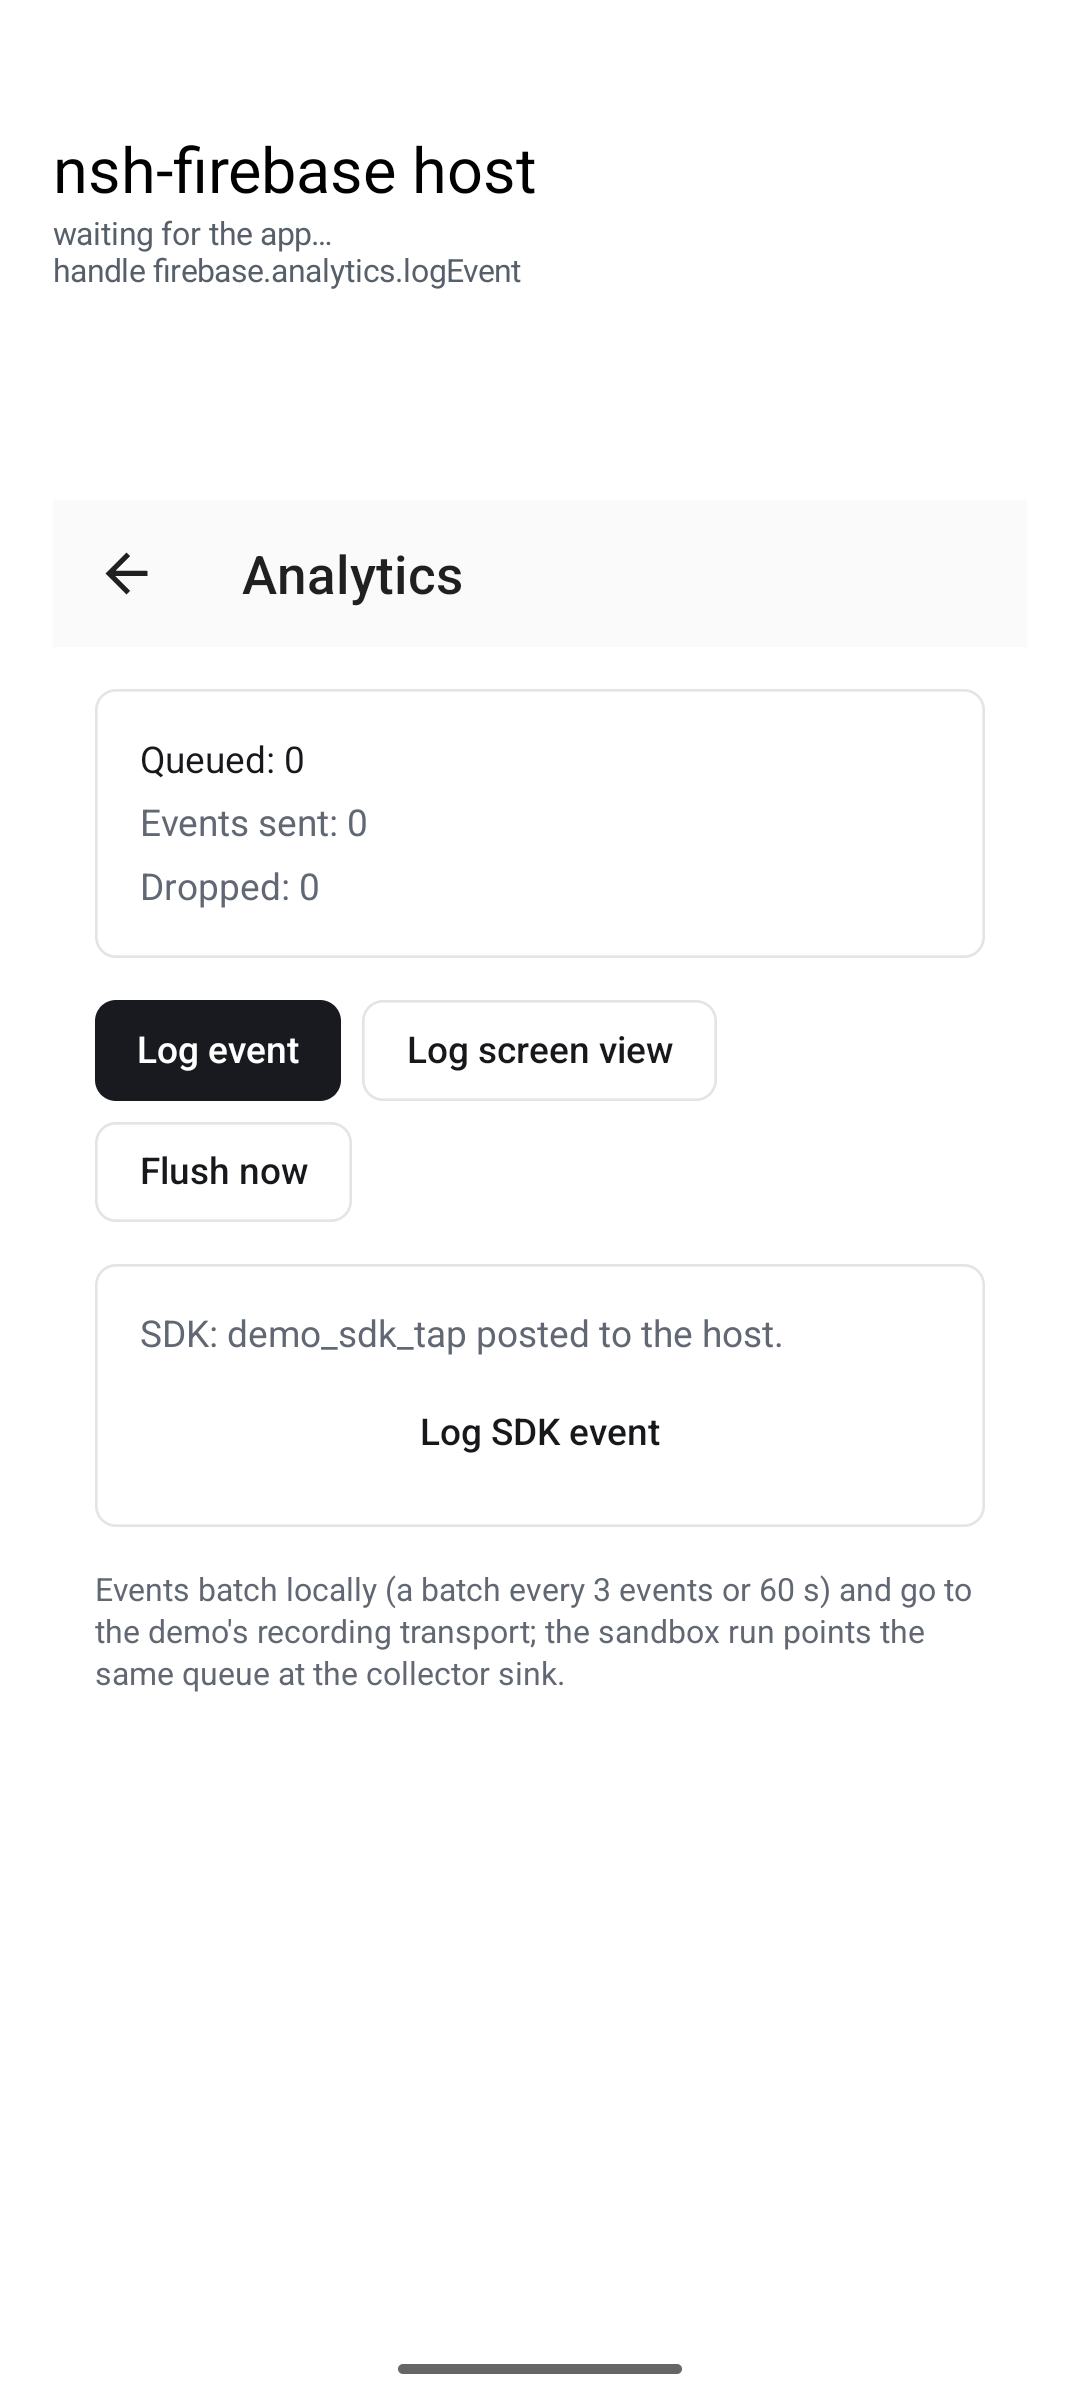 nsh-firebase host
waiting for the app…
handle firebase.analytics.logEvent
Analytics
Queued: 0
Events sent: 0
Dropped: 0
Log event
Log screen view
Flush now
SDK: demo_sdk_tap posted to the host.
Log SDK event
Events batch locally (a batch every 3 events or 60 s) and go to
the demo's recording transport; the sandbox run points the
same queue at the collector sink.